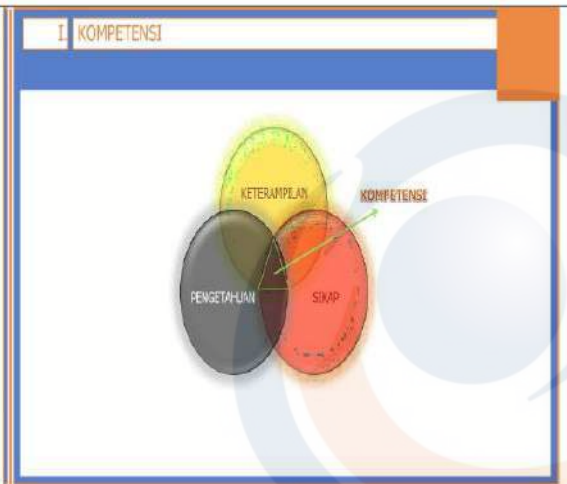 I. KOMPETENSI
KETERAMPILAN
KOMPETENSI
PENGETAHUAN
SIKAP